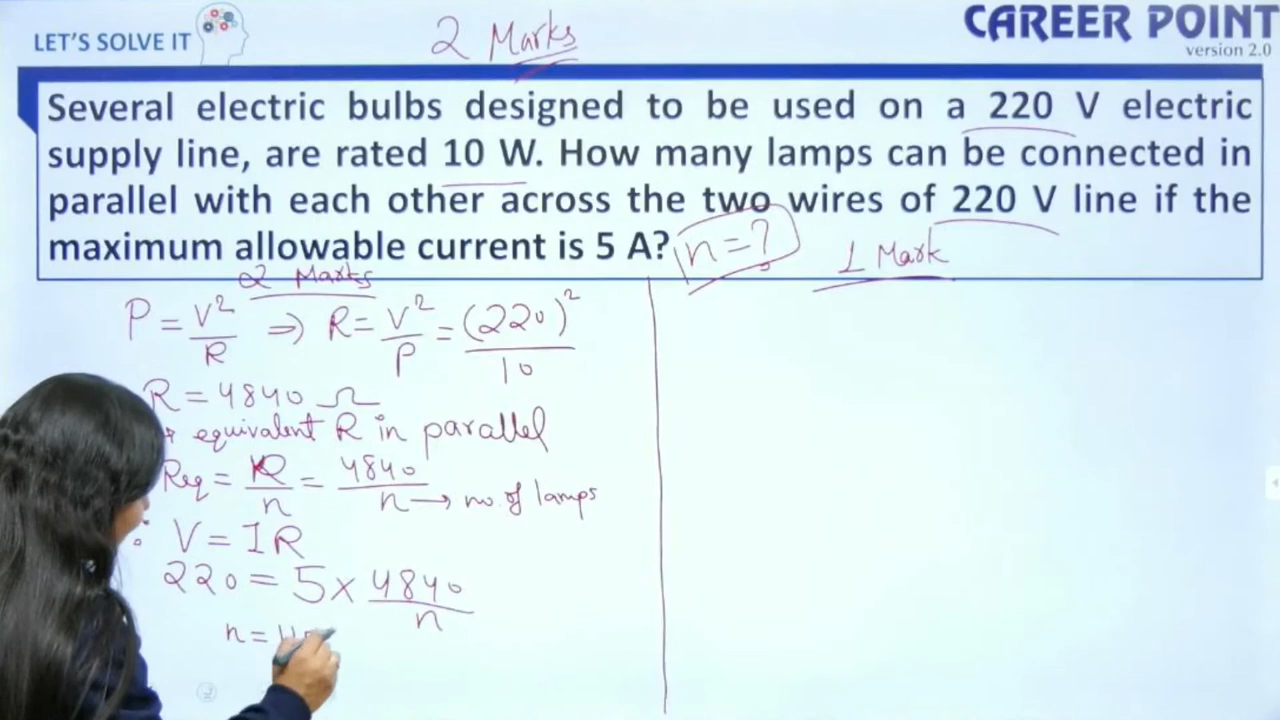 LET'S SOLVE IT
2 Marks
CAREER POINT
version 2.0
Several electric bulbs designed to be used on a 220 V electric
supply line, are rated 10 W. How many lamps can be connected in
parallel with each other across the two wires of 220 V line if the
maximum allowable current is 5 A? n = ?
1 Mark
2 Marks
P = V²/R ⇒ R = V²/P = (220)²/10
R = 4840 Ω
equivalent R in parallel
Req = R/n = 4840/n → no. of lamps
V = IR
220 = 5 × 4840/n
n =